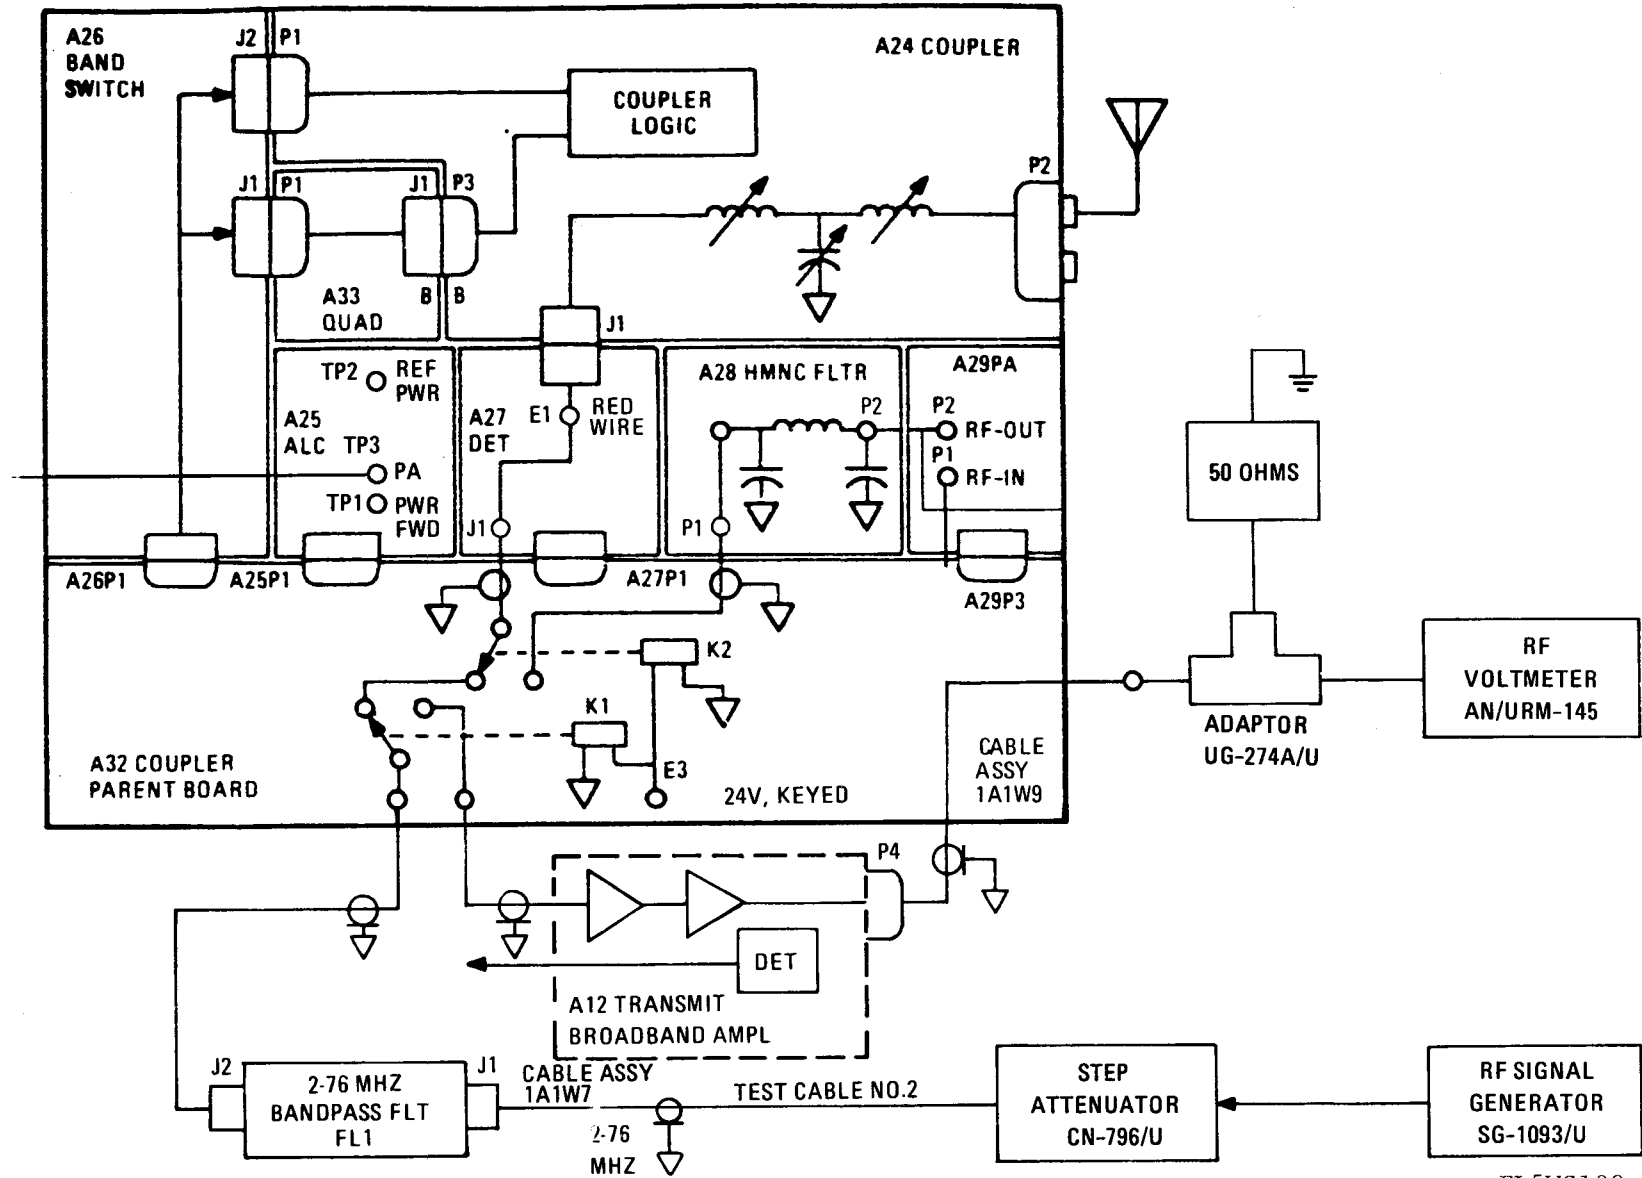 A26
BAND
SWITCH
J2
P1
A24 COUPLER
COUPLER
LOGIC
J1
P1
J1
P3
P2
A33
QUAD
B
B
J1
TP2
REF
PWR
A25
ALC
TP3
PA
TP1
PWR
FWD
A27
DET
E1
RED
WIRE
J1
A28 HMNC FLTR
P2
P1
A29PA
P2
RF-OUT
P1
RF-IN
50 OHMS
A26P1
A25P1
A27P1
A29P3
K2
K1
E3
A32 COUPLER
PARENT BOARD
24V, KEYED
CABLE
ASSY
1A1W9
ADAPTOR
UG-274A/U
RF
VOLTMETER
AN/URM-145
P4
DET
A12 TRANSMIT
BROADBAND AMPL
J2
2-76 MHZ
BANDPASS FLT
FL1
J1
CABLE ASSY
1A1W7
2-76
MHZ
TEST CABLE NO.2
STEP
ATTENUATOR
CN-796/U
RF SIGNAL
GENERATOR
SG-1093/U